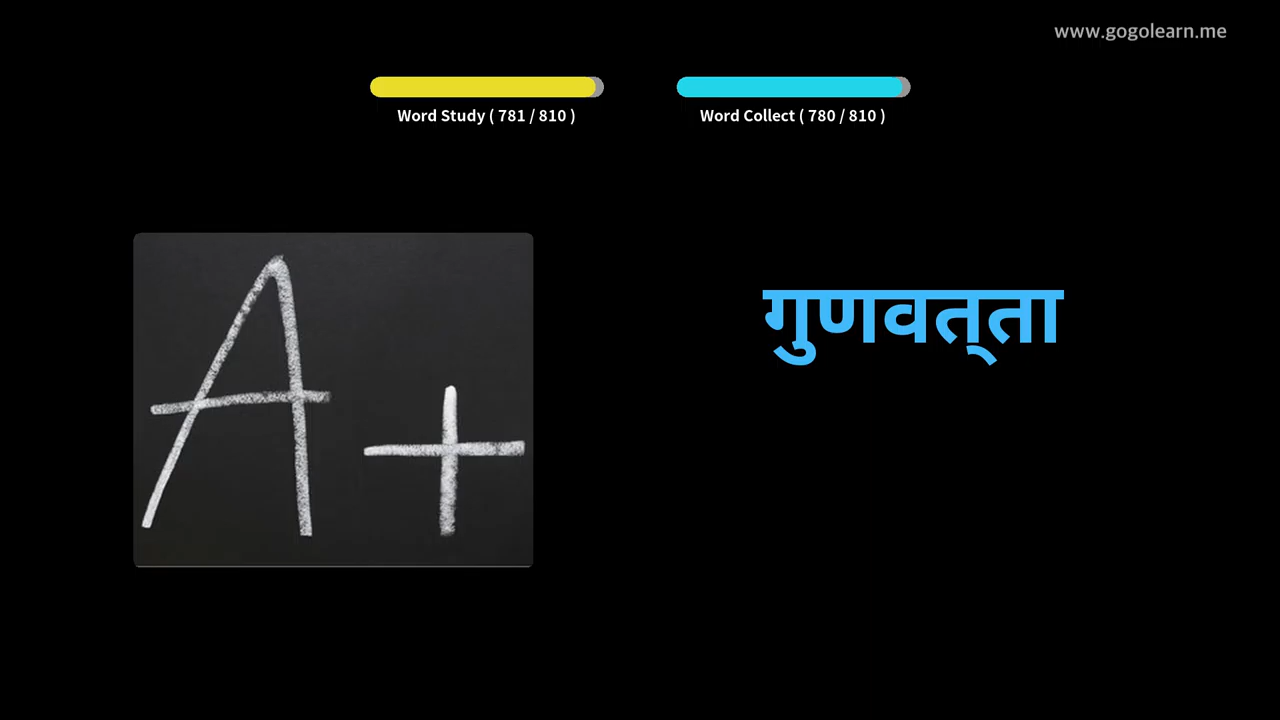 www.gogolearn.me
Word Study ( 781 / 810 )
Word Collect ( 780 / 810 )
A+
गुणवत्‌ता